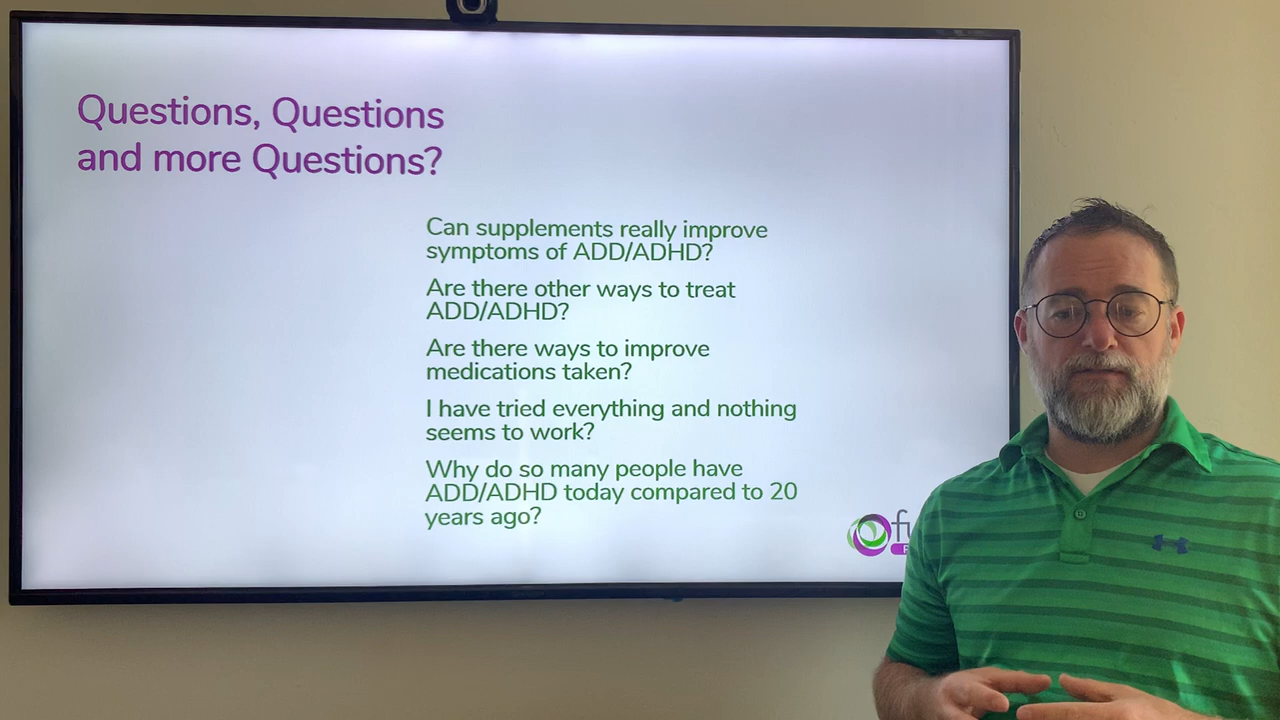 Questions, Questions
and more Questions?
Can supplements really improve
symptoms of ADD/ADHD?
Are there other ways to treat
ADD/ADHD?
Are there ways to improve
medications taken?
I have tried everything and nothing
seems to work?
Why do so many people have
ADD/ADHD today compared to 20
years ago?